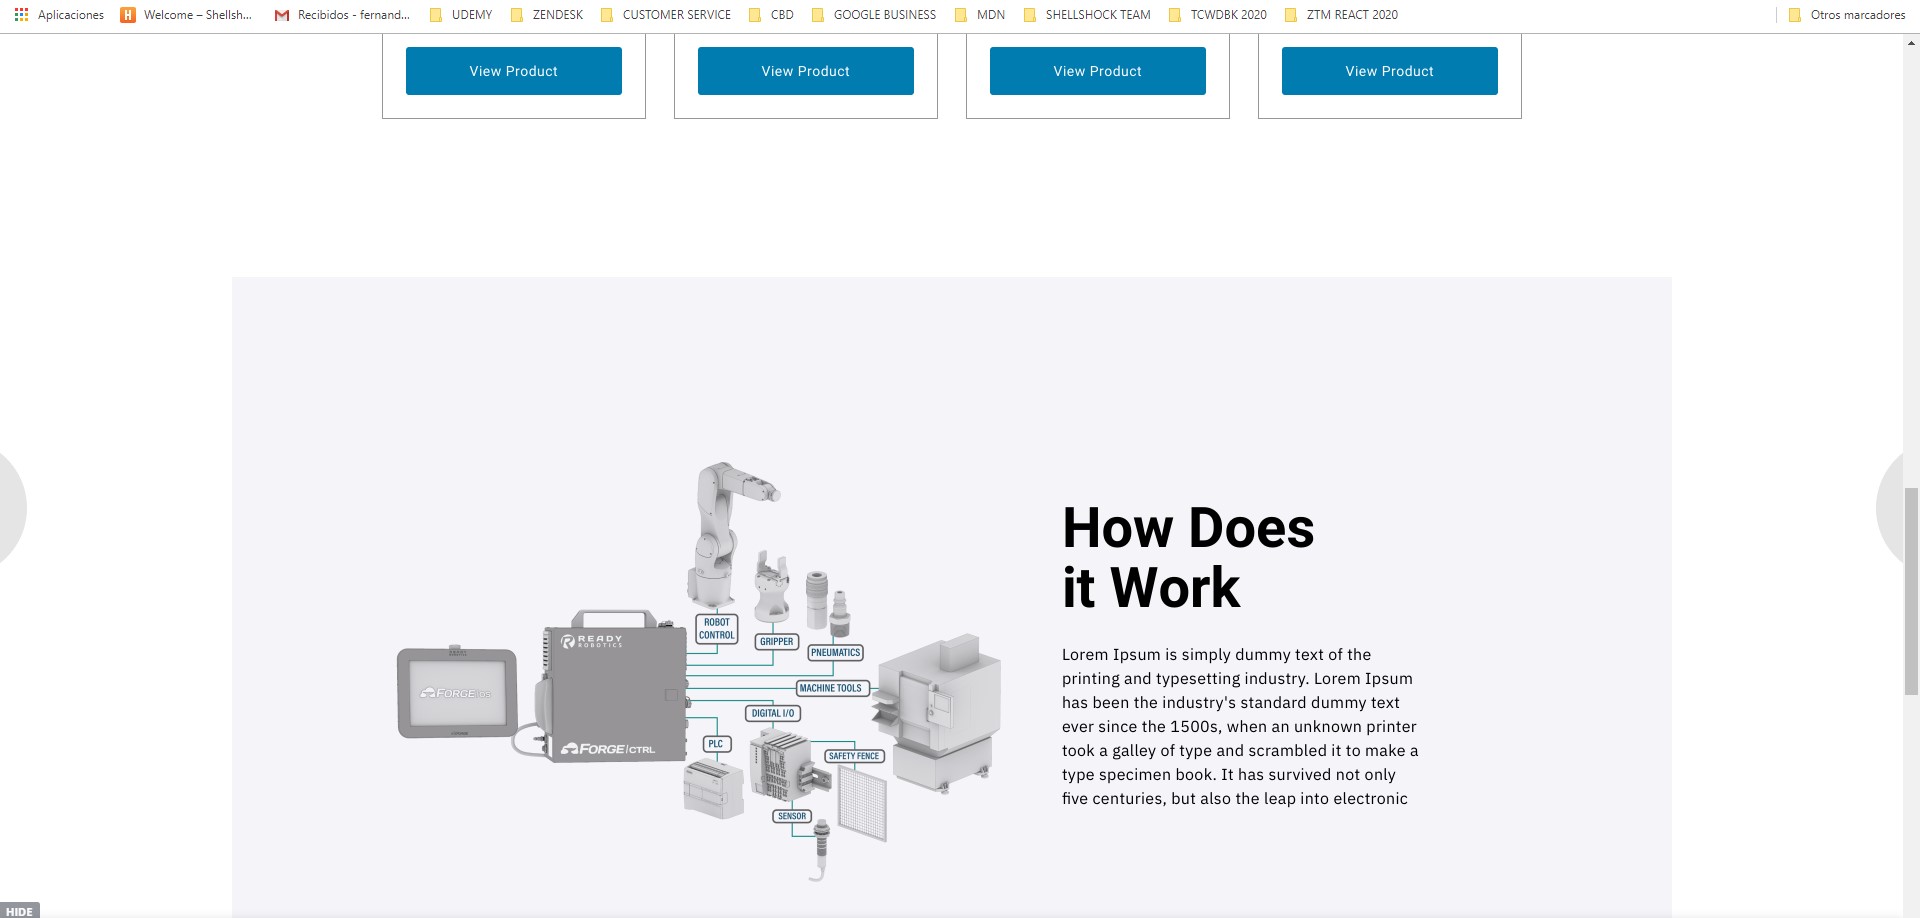 Aplicaciones Welcome – Shellsh... Recibidos - fernand... UDEMY ZENDESK CUSTOMER SERVICE CBD GOOGLE BUSINESS MDN SHELLSHOCK TEAM TCWDBK 2020 ZTM REACT 2020 Otros marcadores
View Product View Product View Product View Product
How Does
it Work
Lorem Ipsum is simply dummy text of the
printing and typesetting industry. Lorem Ipsum
has been the industry's standard dummy text
ever since the 1500s, when an unknown printer
took a galley of type and scrambled it to make a
type specimen book. It has survived not only
five centuries, but also the leap into electronic
ROBOT
CONTROL
GRIPPER
PNEUMATICS
MACHINE TOOLS
DIGITAL I/O
PLC
SAFETY FENCE
SENSOR
READY
ROBOTICS
FORGE/OS
FORGE/CTRL
HIDE